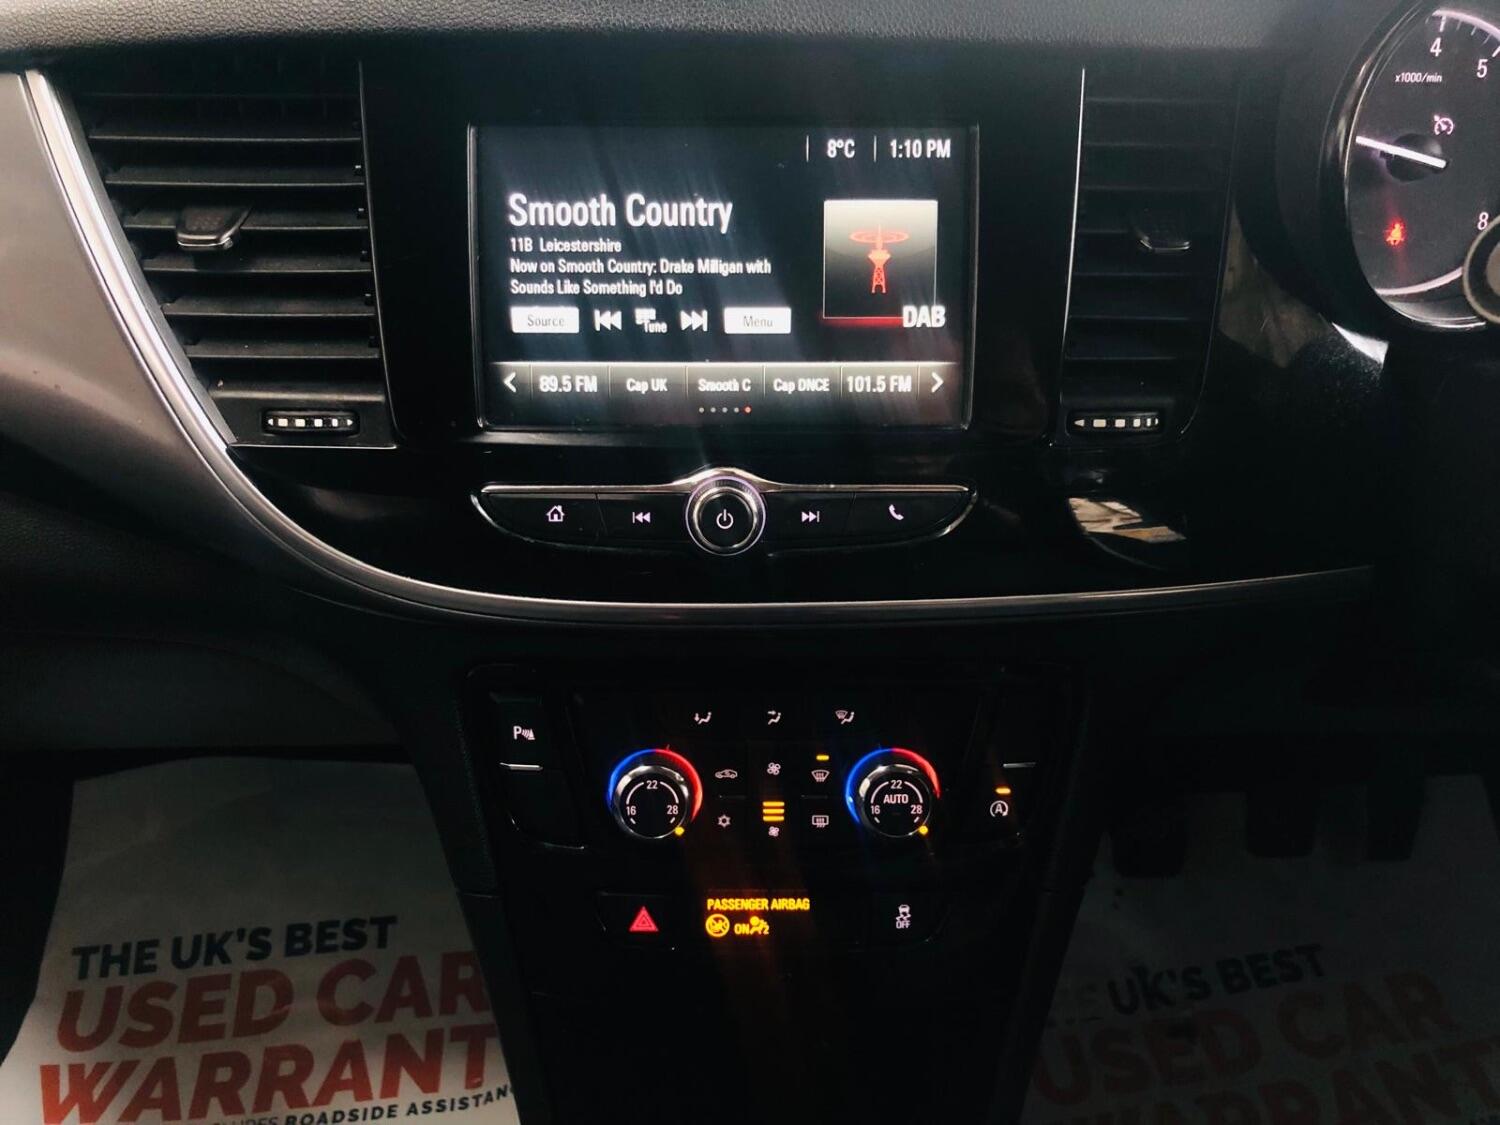 8°C 1:10 PM
Smooth Country
11B Leicestershire
Now on Smooth Country: Drake Milligan with
Sounds Like Something I'd Do
Source Tune Menu
DAB
89.5 FM Cap UK Smooth C Cap DNCE 101.5 FM
4
5
x1000/min
8
P
22
16 28
22
AUTO
16 28
A
PASSENGER AIRBAG
ON
OFF
THE UK'S BEST
USED CAR
WARRANT
ROADSIDE ASSISTAN
UK'S BEST
USED CAR